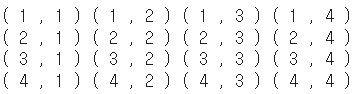 ( 1 , 1 ) ( 1 , 2 ) ( 1 , 3 ) ( 1 , 4 )
( 2 , 1 ) ( 2 , 2 ) ( 2 , 3 ) ( 2 , 4 )
( 3 , 1 ) ( 3 , 2 ) ( 3 , 3 ) ( 3 , 4 )
( 4 , 1 ) ( 4 , 2 ) ( 4 , 3 ) ( 4 , 4 )